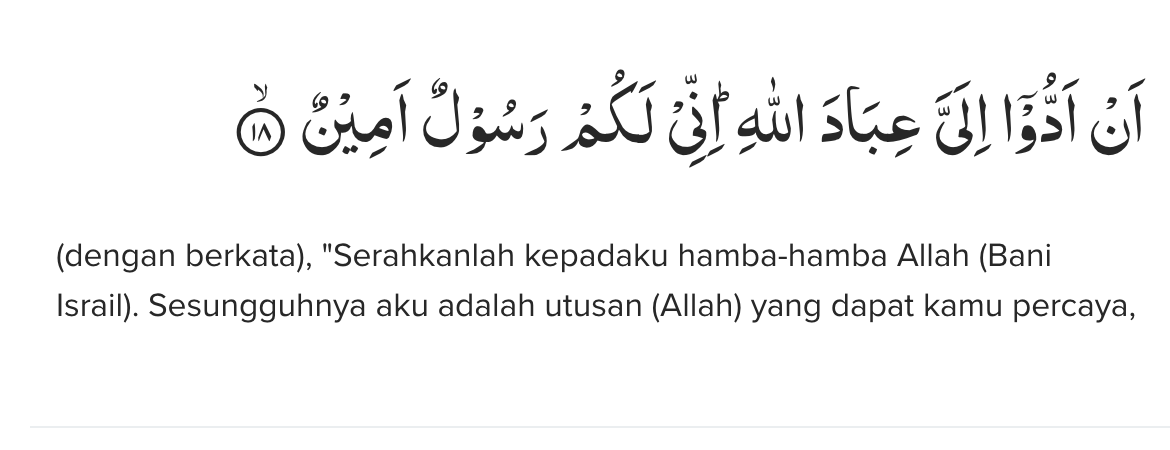 اَنْ اَدُّوْٓا اِلَيَّ عِبَادَ اللّٰهِ ۗاِنِّيْ لَكُمْ رَسُوْلٌ اَمِيْنٌۙ ١٨
(dengan berkata), "Serahkanlah kepadaku hamba-hamba Allah (Bani
Israil). Sesungguhnya aku adalah utusan (Allah) yang dapat kamu percaya,